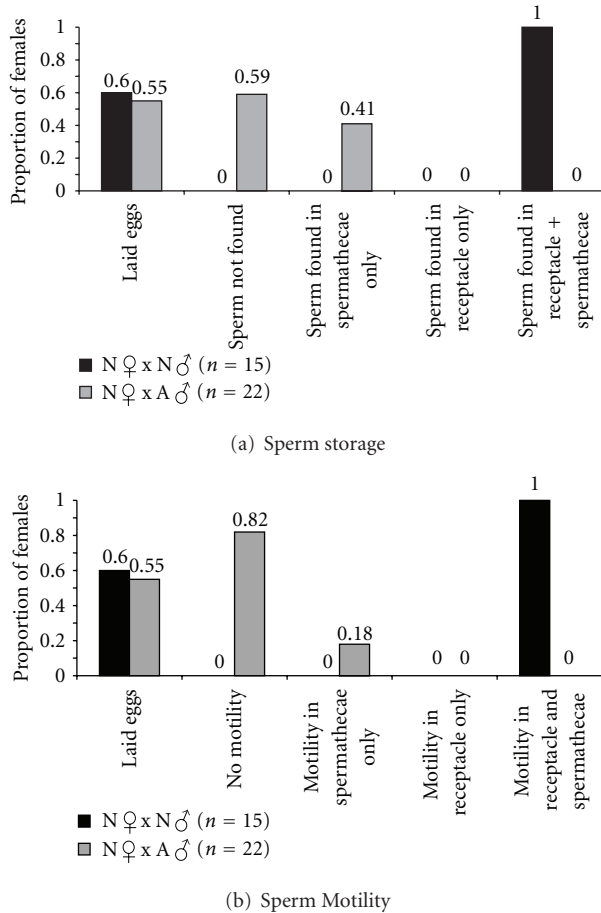 1
0.8
0.6
0.4
0.2
0
Proportion of females
0.6
0.55
0
0.59
0
0.41
0
0
1
0
Laid eggs
Sperm not found
Sperm found in
spermathecae
only
Sperm found in
receptacle only
Sperm found in
receptacle +
spermathecae
N ♀ x N ♂ (n = 15)
N ♀ x A ♂ (n = 22)
(a) Sperm storage
1
0.8
0.6
0.4
0.2
0
Proportion of females
0.6
0.55
0
0.82
0
0.18
0
0
1
0
Laid eggs
No motility
Motility in
spermathecae
only
Motility in
receptacle only
Motility in
receptacle and
spermathecae
N ♀ x N ♂ (n = 15)
N ♀ x A ♂ (n = 22)
(b) Sperm Motility